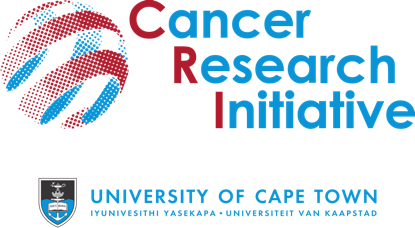 Cancer
Research
Initiative
UNIVERSITY OF CAPE TOWN
IYUNIVESITHI YASEKAPA • UNIVERSITEIT VAN KAAPSTAD